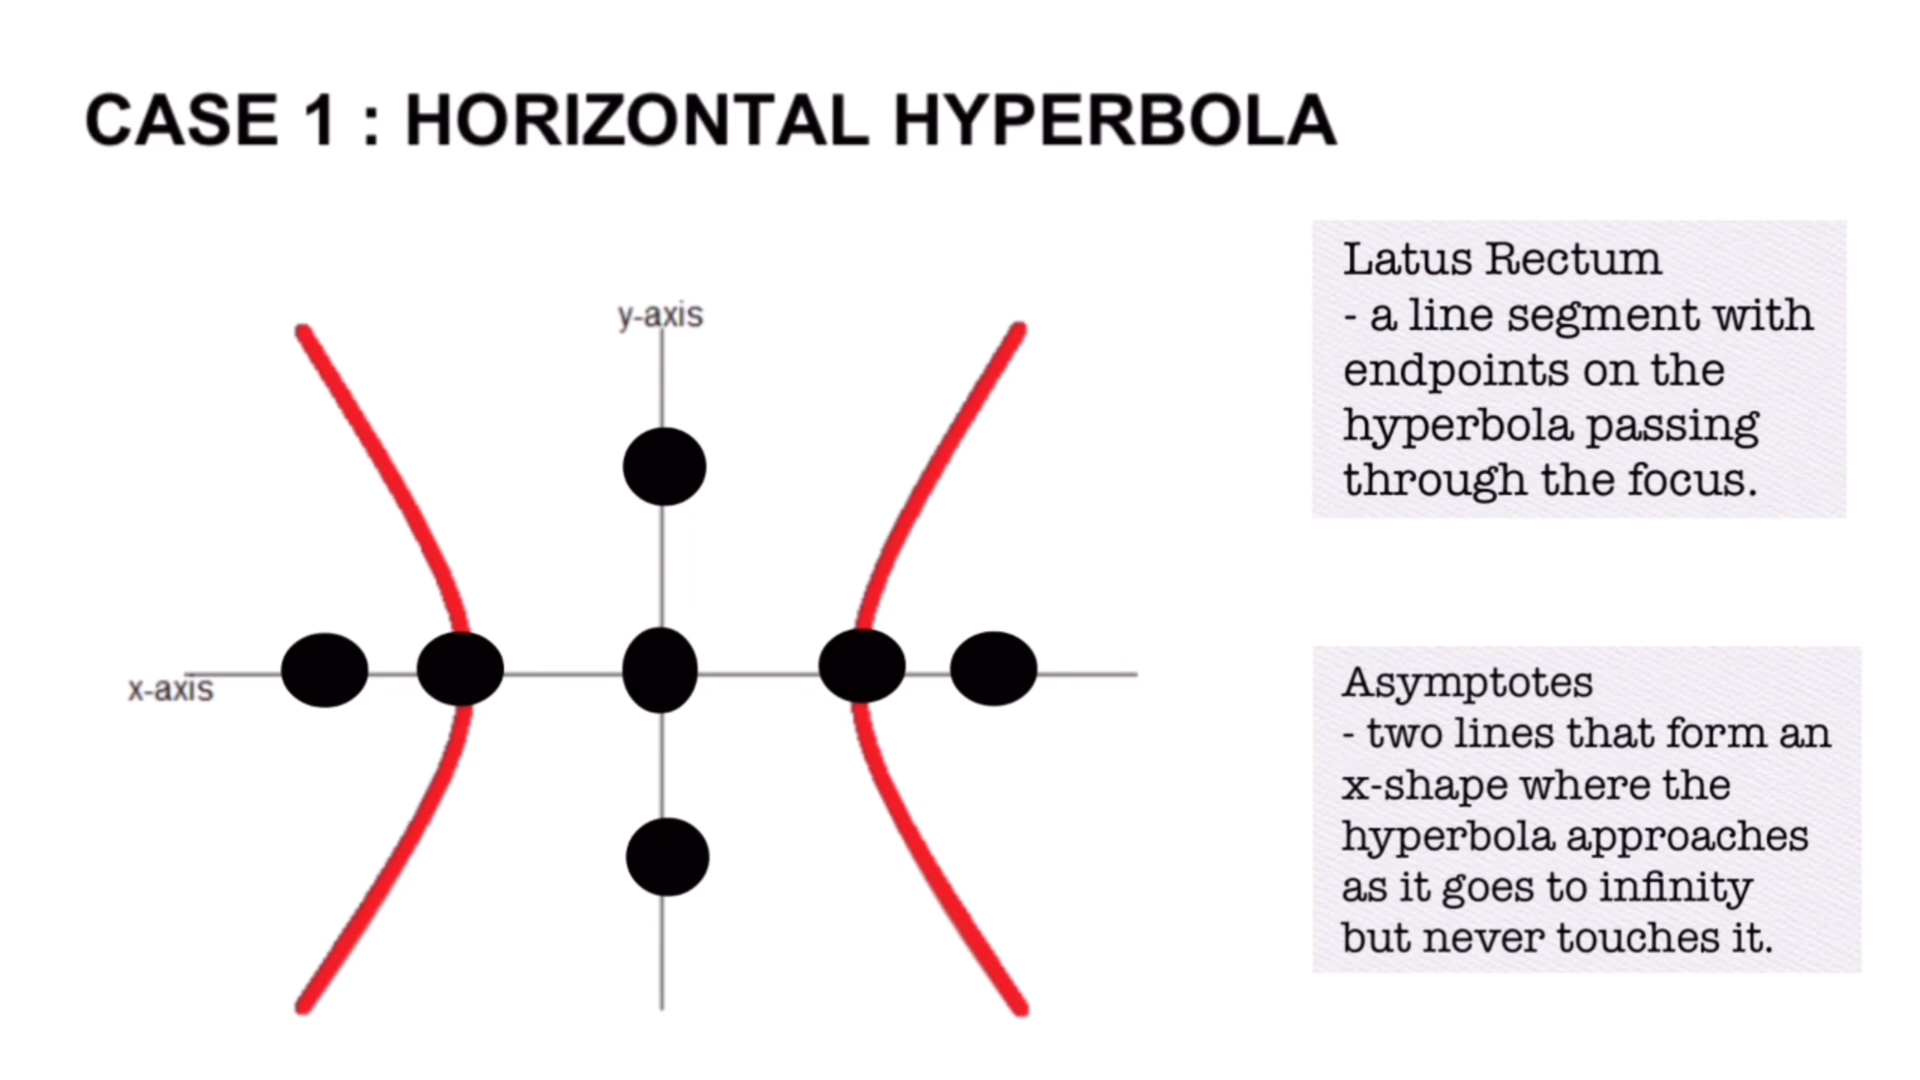 CASE 1 : HORIZONTAL HYPERBOLA
y-axis
x-axis
Latus Rectum
- a line segment with
endpoints on the
hyperbola passing
through the focus.
Asymptotes
- two lines that form an
x-shape where the
hyperbola approaches
as it goes to infinity
but never touches it.